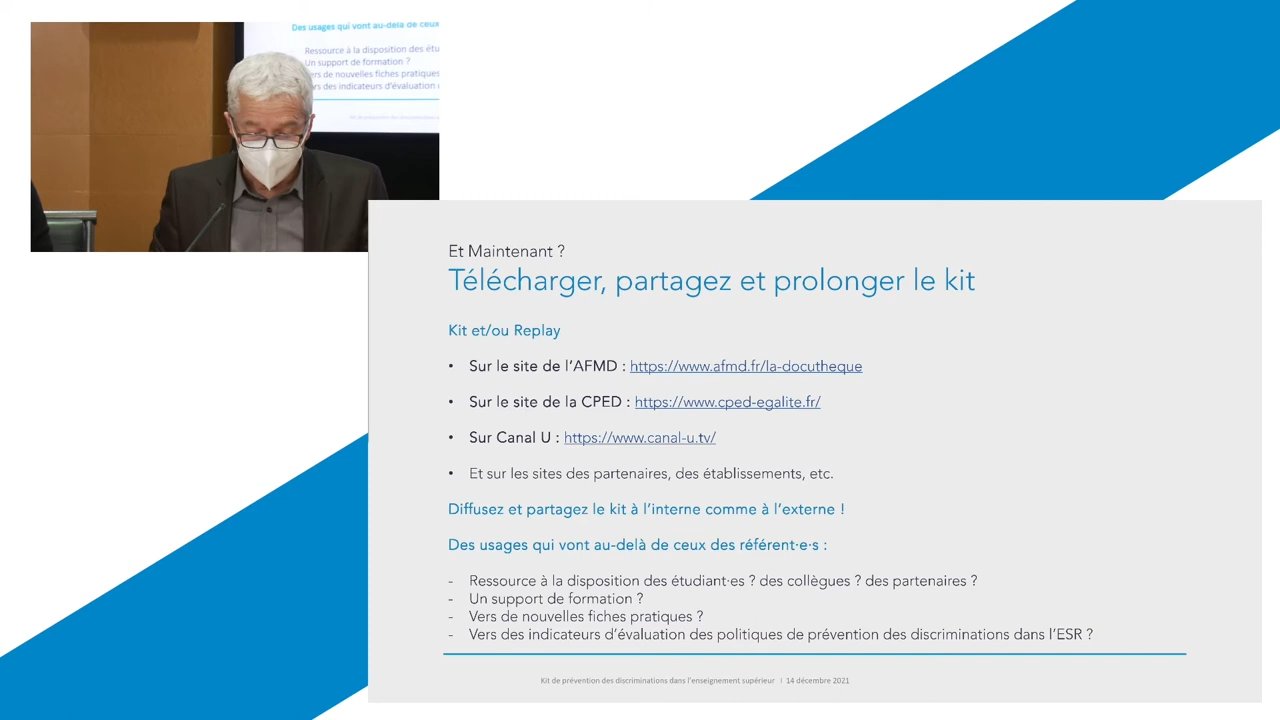 Des usages qui vont au-delà de ceux
Ressource à la disposition des étu
Un support de formation ?
Vers de nouvelles fiches pratiques
rs des indicateurs d'évaluation
Et Maintenant ?
Télécharger, partagez et prolonger le kit
Kit et/ou Replay
• Sur le site de l'AFMD : https://www.afmd.fr/la-docutheque
• Sur le site de la CPED : https://www.cped-egalite.fr/
• Sur Canal U : https://www.canal-u.tv/
• Et sur les sites des partenaires, des établissements, etc.
Diffusez et partagez le kit à l'interne comme à l'externe !
Des usages qui vont au-delà de ceux des référent·e·s :
- Ressource à la disposition des étudiant·es ? des collègues ? des partenaires ?
- Un support de formation ?
- Vers de nouvelles fiches pratiques ?
- Vers des indicateurs d'évaluation des politiques de prévention des discriminations dans l'ESR ?
Kit de prévention des discriminations dans l'enseignement supérieur I 14 décembre 2021